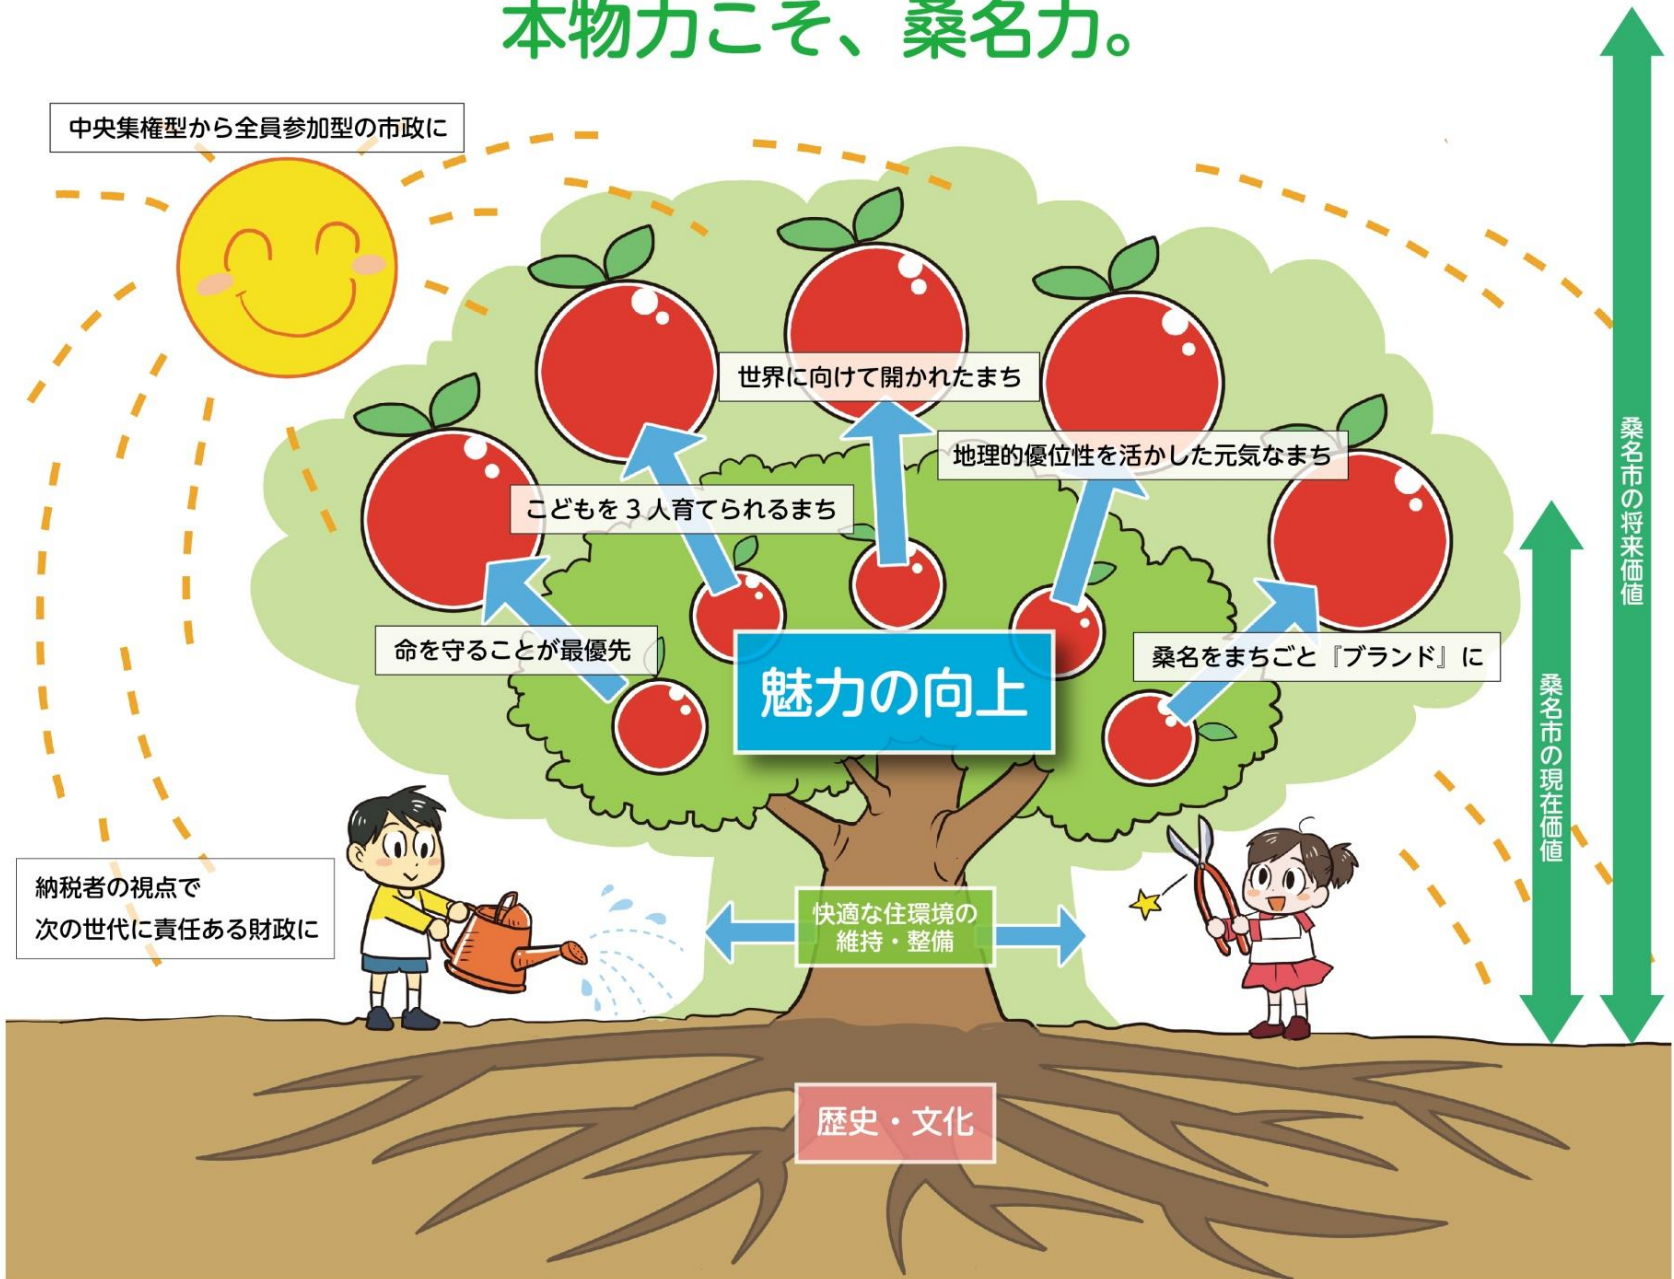 本物力こそ、桑名力。
中央集権型から全員参加型の市政に
世界に向けて開かれたまち
地理的優位性を活かした元気なまち
こどもを3人育てられるまち
命を守ることが最優先
桑名をまちごと『ブランド』に
魅力の向上
桑名市の将来価値
桑名市の現在価値
納税者の視点で
次の世代に責任ある財政に
快適な住環境の
維持・整備
歴史・文化